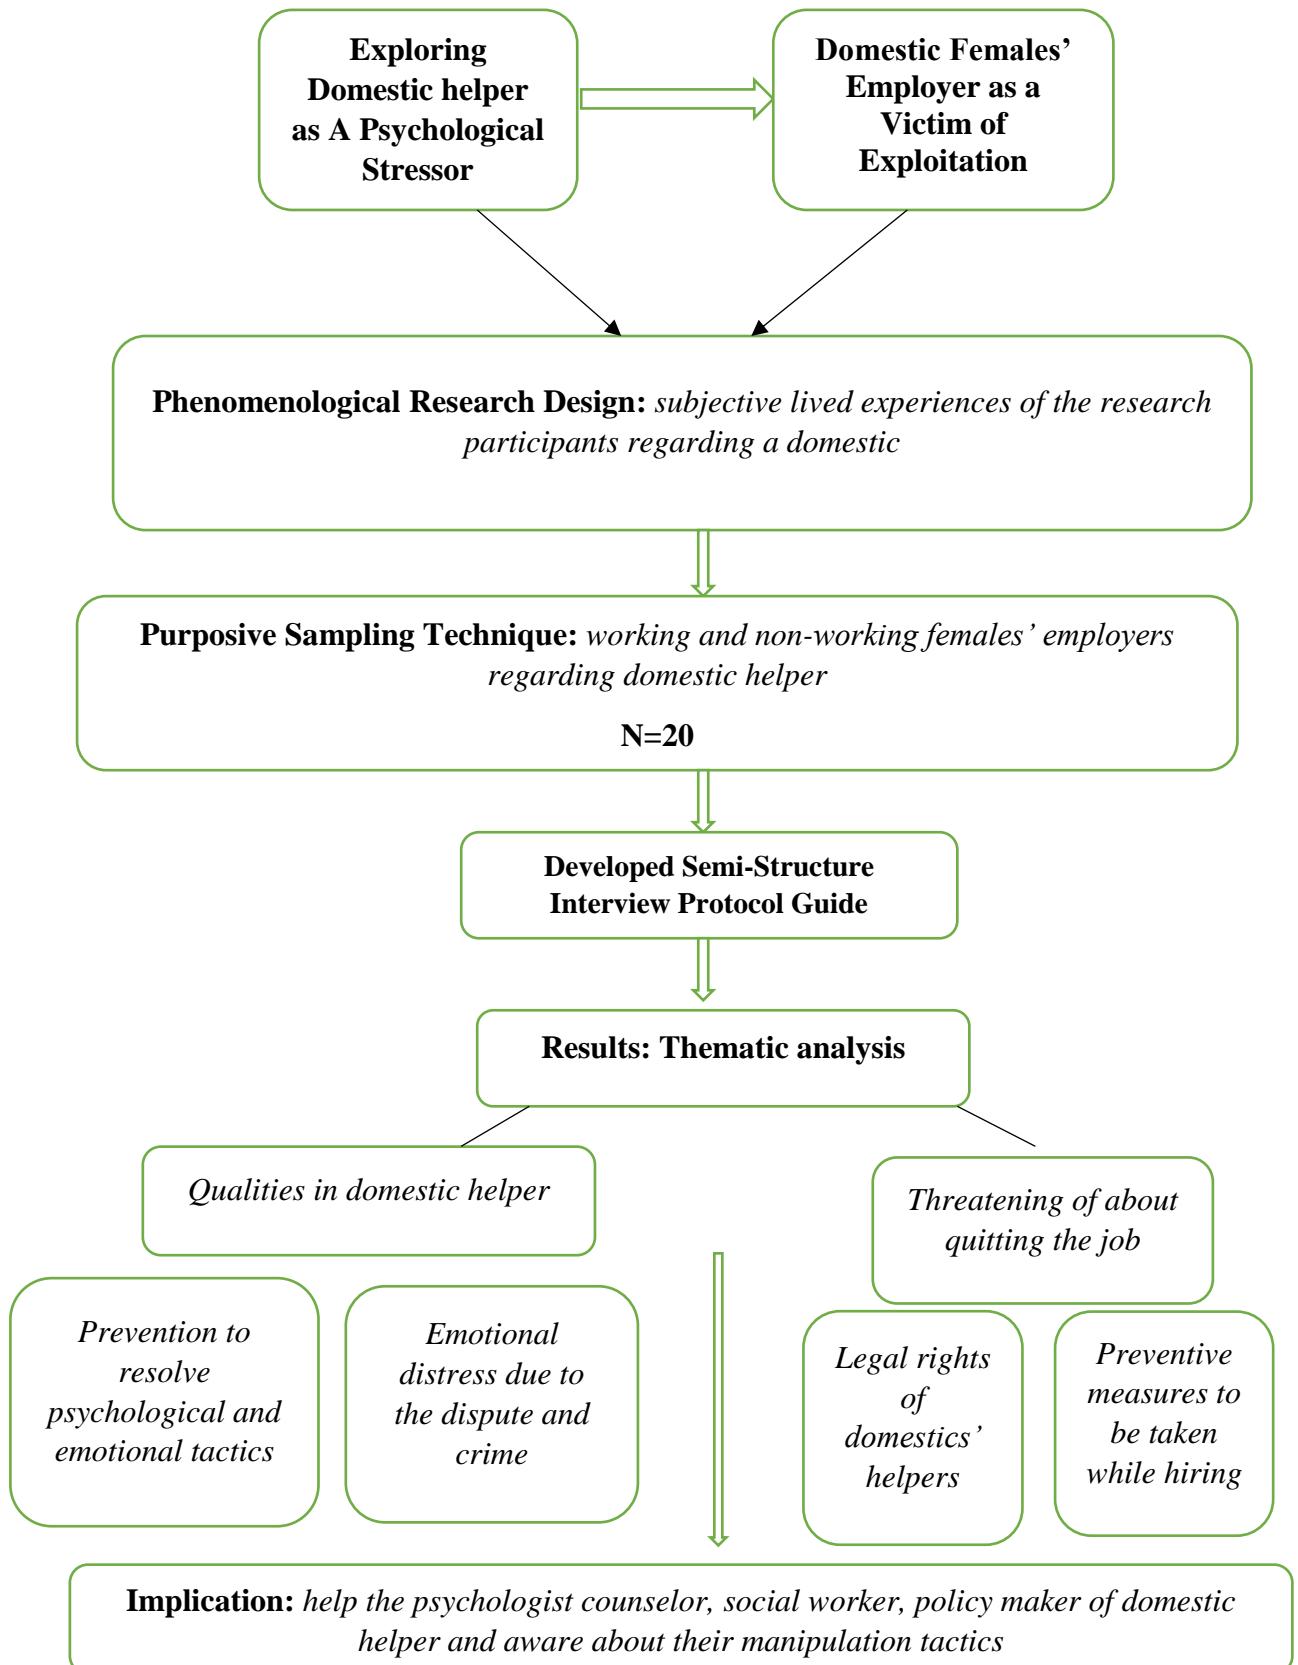 Exploring
Domestic helper
as A Psychological
Stressor
Domestic Females’
Employer as a
Victim of
Exploitation
Phenomenological Research Design: subjective lived experiences of the research
participants regarding a domestic
Purposive Sampling Technique: working and non-working females’ employers
regarding domestic helper
N=20
Developed Semi-Structure
Interview Protocol Guide
Results: Thematic analysis
Qualities in domestic helper
Threatening of about
quitting the job
Prevention to
resolve
psychological and
emotional tactics
Emotional
distress due to
the dispute and
crime
Legal rights
of
domestics’
helpers
Preventive
measures to
be taken
while hiring
Implication: help the psychologist counselor, social worker, policy maker of domestic
helper and aware about their manipulation tactics